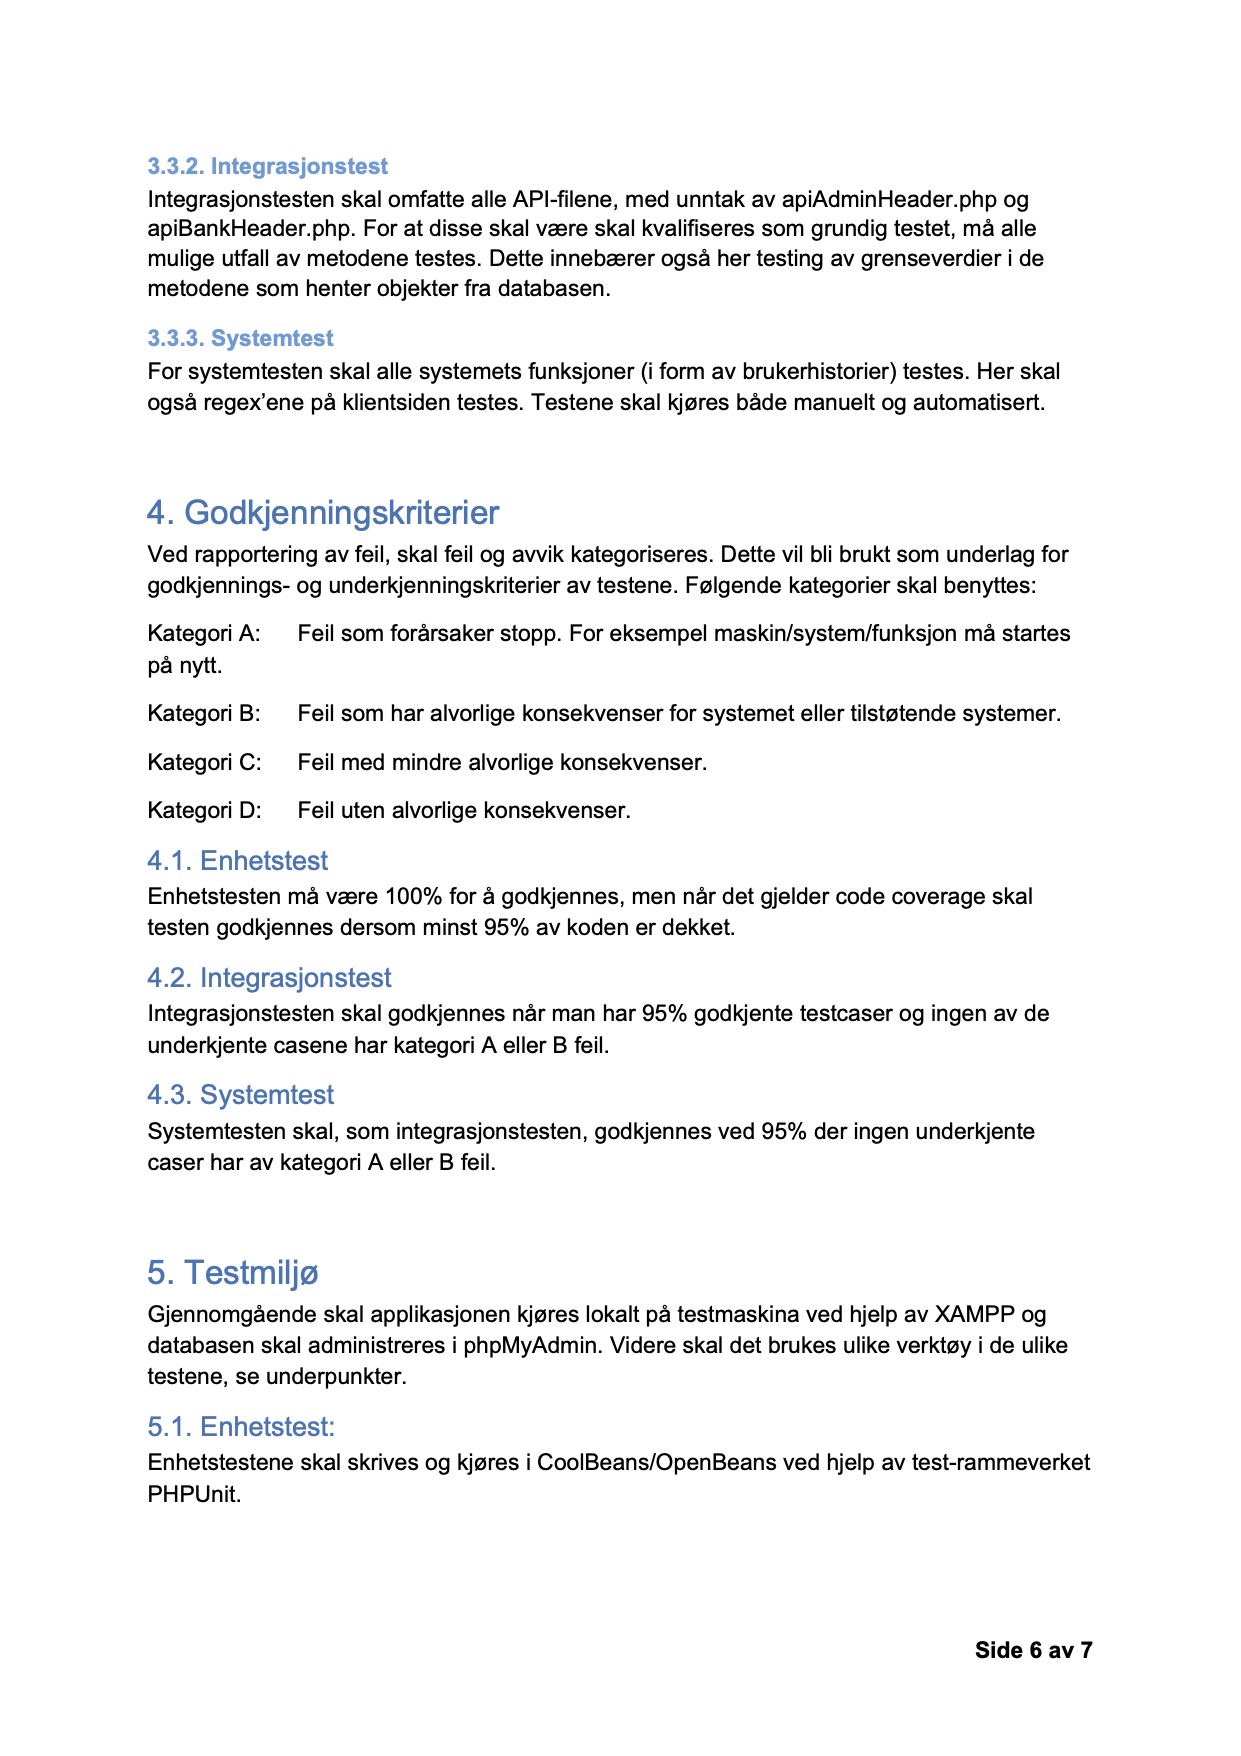 3.3.2. Integrasjonstest
Integrasjonstesten skal omfatte alle API-filene, med unntak av apiAdminHeader.php og
apiBankHeader.php. For at disse skal være skal kvalifiseres som grundig testet, må alle
mulige utfall av metodene testes. Dette innebærer også her testing av grenseverdier i de
metodene som henter objekter fra databasen.
3.3.3. Systemtest
For systemtesten skal alle systemets funksjoner (i form av brukerhistorier) testes. Her skal
også regex’ene på klientsiden testes. Testene skal kjøres både manuelt og automatisert.
4. Godkjenningskriterier
Ved rapportering av feil, skal feil og avvik kategoriseres. Dette vil bli brukt som underlag for
godkjennings- og underkjenningskriterier av testene. Følgende kategorier skal benyttes:
Kategori A: Feil som forårsaker stopp. For eksempel maskin/system/funksjon må startes
på nytt.
Kategori B: Feil som har alvorlige konsekvenser for systemet eller tilstøtende systemer.
Kategori C: Feil med mindre alvorlige konsekvenser.
Kategori D: Feil uten alvorlige konsekvenser.
4.1. Enhetstest
Enhetstesten må være 100% for å godkjennes, men når det gjelder code coverage skal
testen godkjennes dersom minst 95% av koden er dekket.
4.2. Integrasjonstest
Integrasjonstesten skal godkjennes når man har 95% godkjente testcaser og ingen av de
underkjente casene har kategori A eller B feil.
4.3. Systemtest
Systemtesten skal, som integrasjonstesten, godkjennes ved 95% der ingen underkjente
caser har av kategori A eller B feil.
5. Testmiljø
Gjennomgående skal applikasjonen kjøres lokalt på testmaskina ved hjelp av XAMPP og
databasen skal administreres i phpMyAdmin. Videre skal det brukes ulike verktøy i de ulike
testene, se underpunkter.
5.1. Enhetstest:
Enhetstestene skal skrives og kjøres i CoolBeans/OpenBeans ved hjelp av test-rammeverket
PHPUnit.
Side 6 av 7